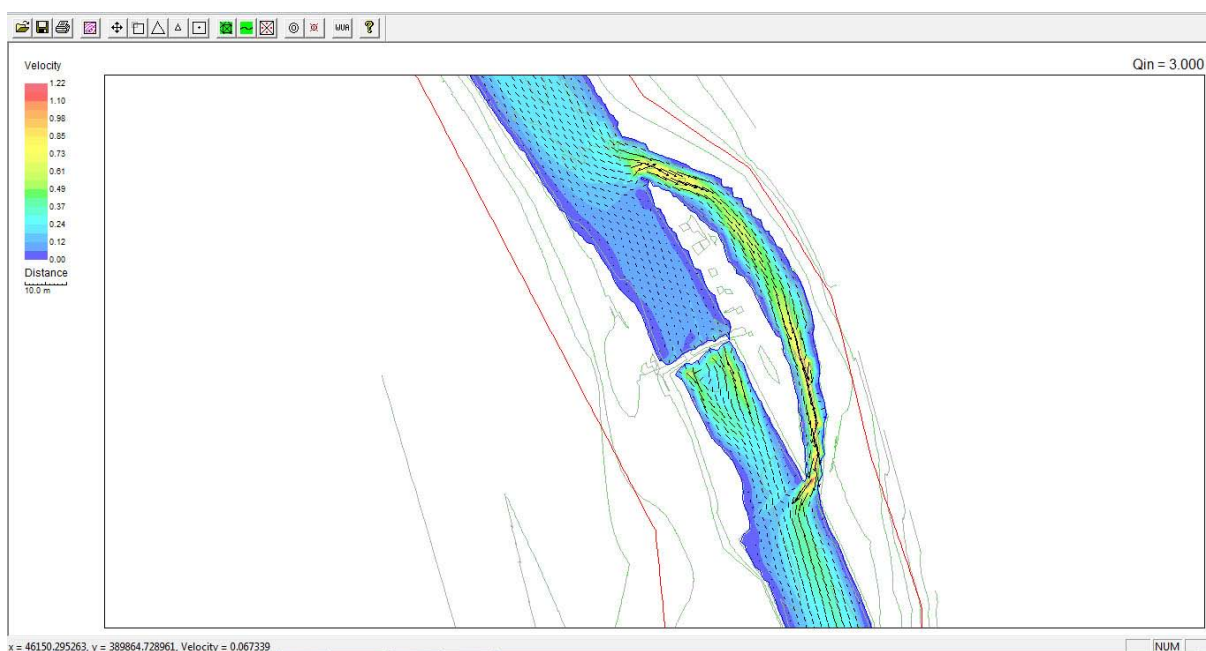 WUA
?
Velocity
Qin = 3.000
1.22
1.10
0.98
0.85
0.73
0.61
0.49
0.37
0.24
0.12
0.00
Distance
10.0 m
x = 46150.295263, y = 389864.728961, Velocity = 0.067339
NUM